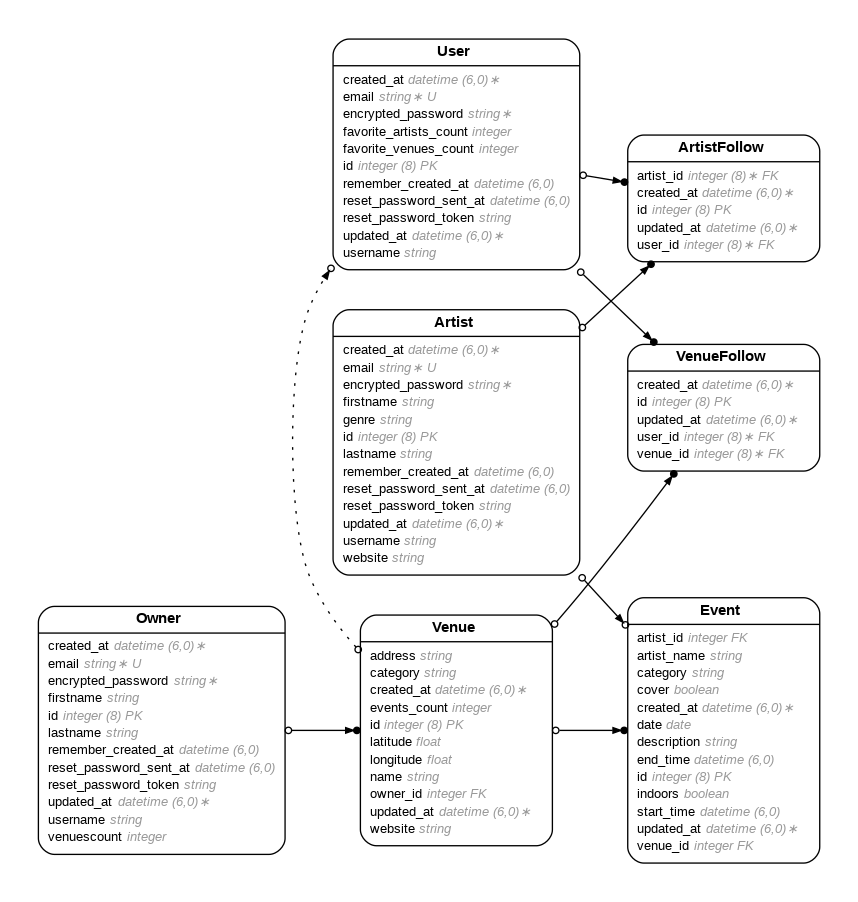 User
created_at datetime (6,0)∗
email string∗ U
encrypted_password string∗
favorite_artists_count integer
favorite_venues_count integer
id integer (8) PK
remember_created_at datetime (6,0)
reset_password_sent_at datetime (6,0)
reset_password_token string
updated_at datetime (6,0)∗
username string
ArtistFollow
artist_id integer (8)∗ FK
created_at datetime (6,0)∗
id integer (8) PK
updated_at datetime (6,0)∗
user_id integer (8)∗ FK
Artist
created_at datetime (6,0)∗
email string∗ U
encrypted_password string∗
firstname string
genre string
id integer (8) PK
lastname string
remember_created_at datetime (6,0)
reset_password_sent_at datetime (6,0)
reset_password_token string
updated_at datetime (6,0)∗
username string
website string
VenueFollow
created_at datetime (6,0)∗
id integer (8) PK
updated_at datetime (6,0)∗
user_id integer (8)∗ FK
venue_id integer (8)∗ FK
Owner
created_at datetime (6,0)∗
email string∗ U
encrypted_password string∗
firstname string
id integer (8) PK
lastname string
remember_created_at datetime (6,0)
reset_password_sent_at datetime (6,0)
reset_password_token string
updated_at datetime (6,0)∗
username string
venuescount integer
Venue
address string
category string
created_at datetime (6,0)∗
events_count integer
id integer (8) PK
latitude float
longitude float
name string
owner_id integer FK
updated_at datetime (6,0)∗
website string
Event
artist_id integer FK
artist_name string
category string
cover boolean
created_at datetime (6,0)∗
date date
description string
end_time datetime (6,0)
id integer (8) PK
indoors boolean
start_time datetime (6,0)
updated_at datetime (6,0)∗
venue_id integer FK